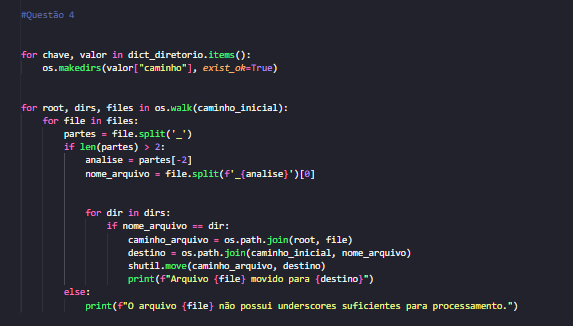 #Questão 4
for chave, valor in dict_diretorio.items():
    os.makedirs(valor["caminho"], exist_ok=True)
for root, dirs, files in os.walk(caminho_inicial):
    for file in files:
        partes = file.split('_')
        if len(partes) > 2:
            analise = partes[-2]
            nome_arquivo = file.split(f'_{analise}')[0]
            for dir in dirs:
                if nome_arquivo == dir:
                    caminho_arquivo = os.path.join(root, file)
                    destino = os.path.join(caminho_inicial, nome_arquivo)
                    shutil.move(caminho_arquivo, destino)
                    print(f"Arquivo {file} movido para {destino}")
        else:
            print(f"O arquivo {file} não possui underscores suficientes para processamento.")